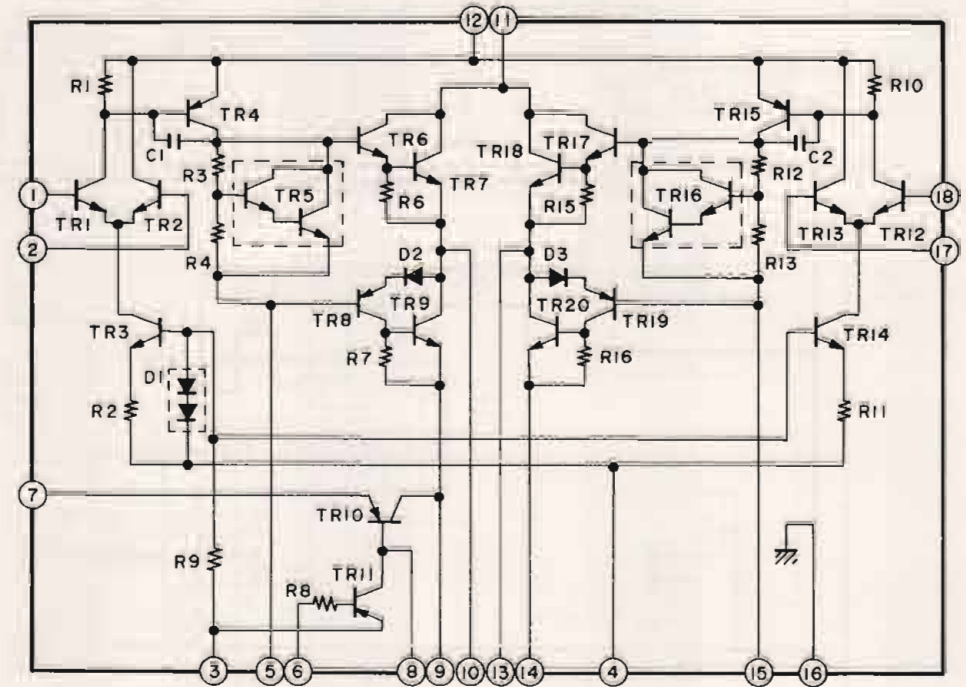 12 11
R1 R10
TR4 TR15
C1 TR6 TR17 C2
TR18
R3 TR7 R12
1 TR5 R6 R15 TR16 18
TR1 TR2 TR13 TR12
2 R4 R13 17
D2 D3
TR9 TR20
TR8 TR19
TR3 R7 R16 TR14
D1
R2 R11
7
TR10
R9 TR11
R8
3 5 6 8 9 10 13 14 4 15 16